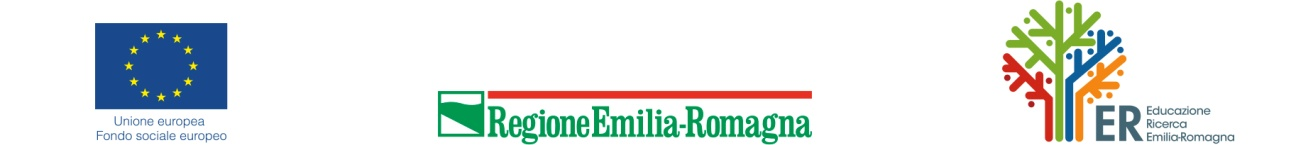 Unione europea
Fondo sociale europeo
RegioneEmilia-Romagna
ER Educazione
Ricerca
Emilia-Romagna